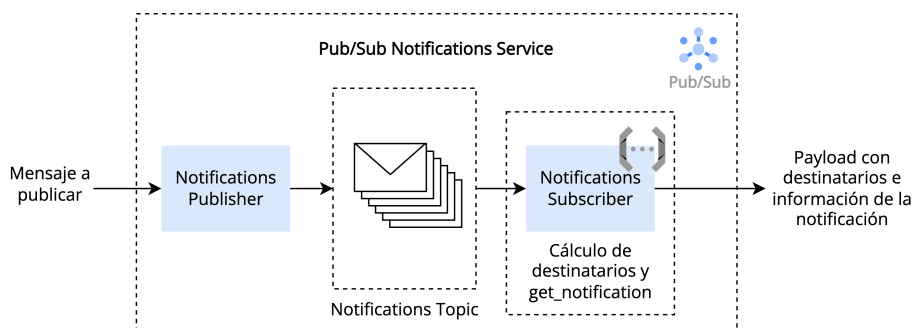 Pub/Sub Notifications Service
Pub/Sub
Mensaje a
publicar
Notifications
Publisher
Notifications Topic
Notifications
Subscriber
Cálculo de
destinatarios y
get_notification
Payload con
destinatarios e
información de la
notificación